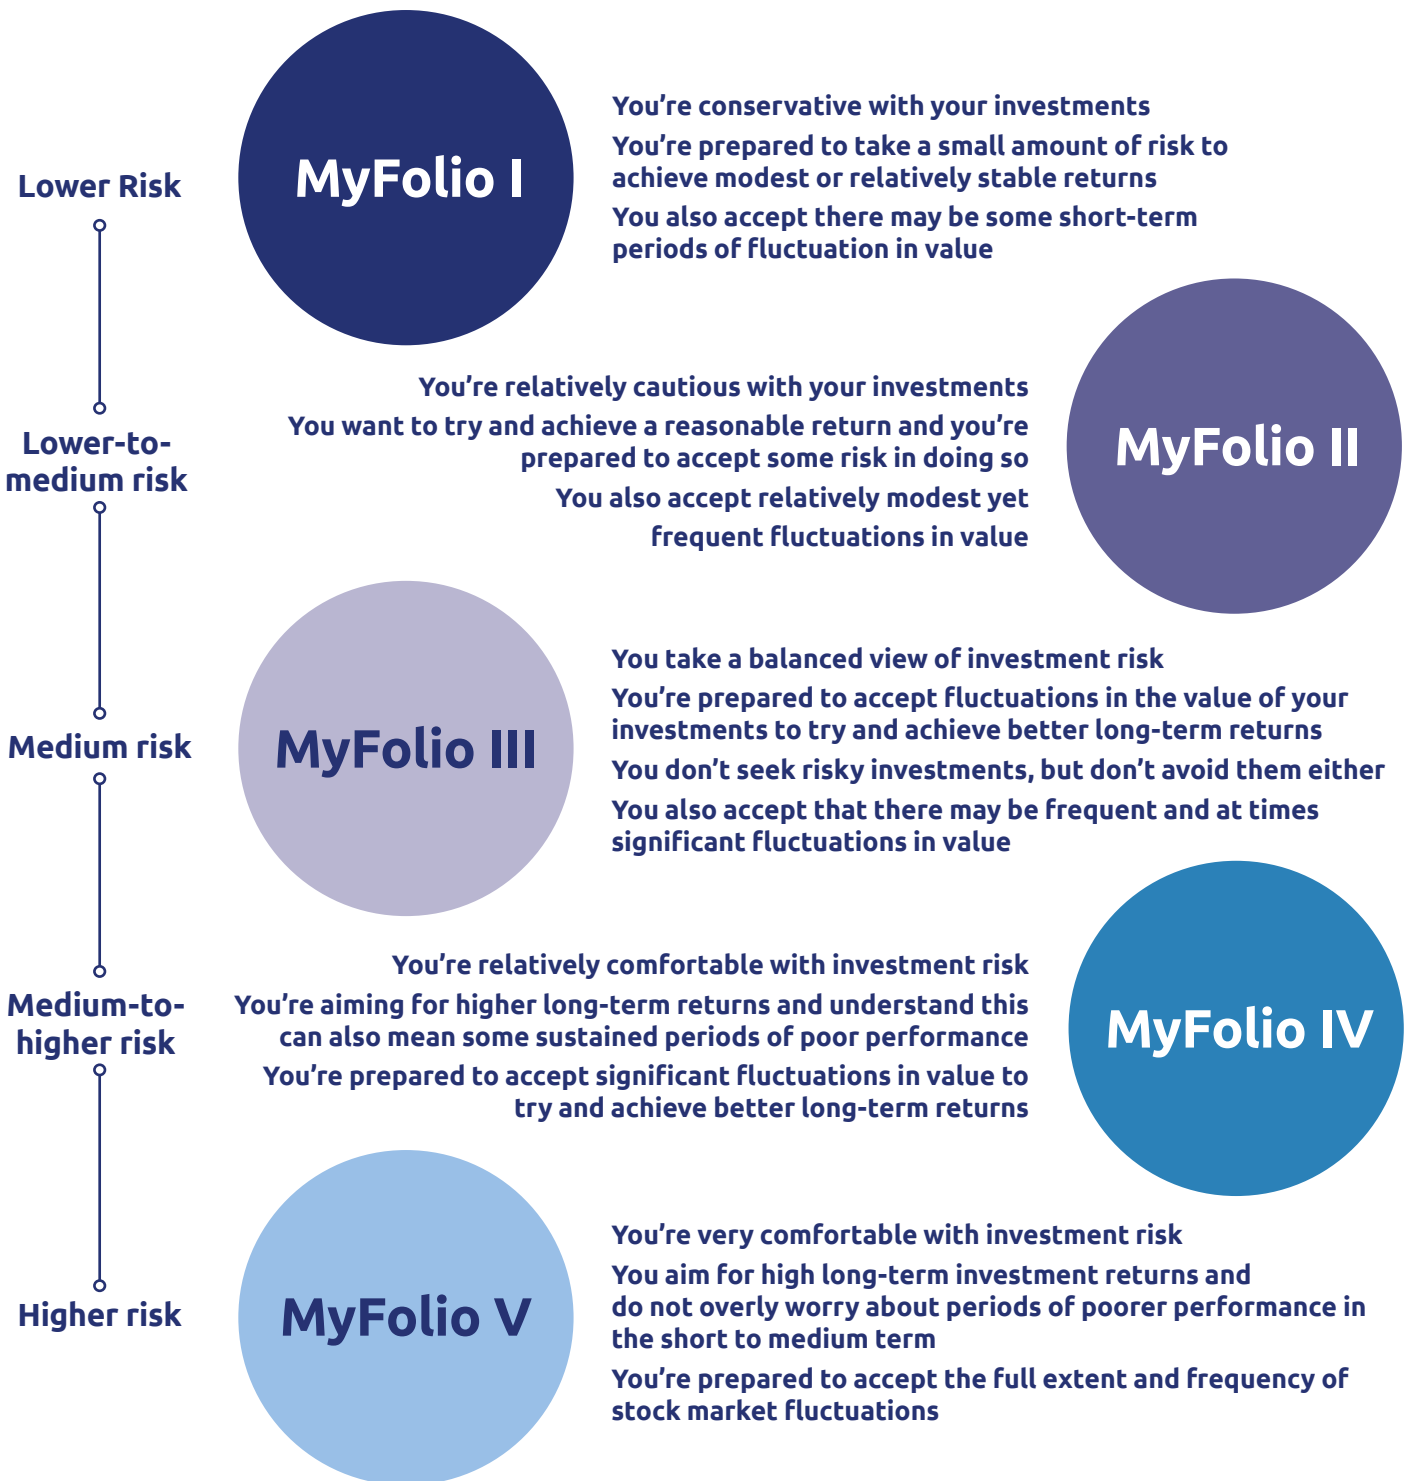 Lower Risk
MyFolio I
You’re conservative with your investments
You’re prepared to take a small amount of risk to
achieve modest or relatively stable returns
You also accept there may be some short-term
periods of fluctuation in value
Lower-to-
medium risk
You’re relatively cautious with your investments
You want to try and achieve a reasonable return and you’re
prepared to accept some risk in doing so
You also accept relatively modest yet
frequent fluctuations in value
MyFolio II
Medium risk
MyFolio III
You take a balanced view of investment risk
You’re prepared to accept fluctuations in the value of your
investments to try and achieve better long-term returns
You don’t seek risky investments, but don’t avoid them either
You also accept that there may be frequent and at times
significant fluctuations in value
Medium-to-
higher risk
You’re relatively comfortable with investment risk
You’re aiming for higher long-term returns and understand this
can also mean some sustained periods of poor performance
You’re prepared to accept significant fluctuations in value to
try and achieve better long-term returns
MyFolio IV
Higher risk
MyFolio V
You’re very comfortable with investment risk
You aim for high long-term investment returns and
do not overly worry about periods of poorer performance in
the short to medium term
You’re prepared to accept the full extent and frequency of
stock market fluctuations